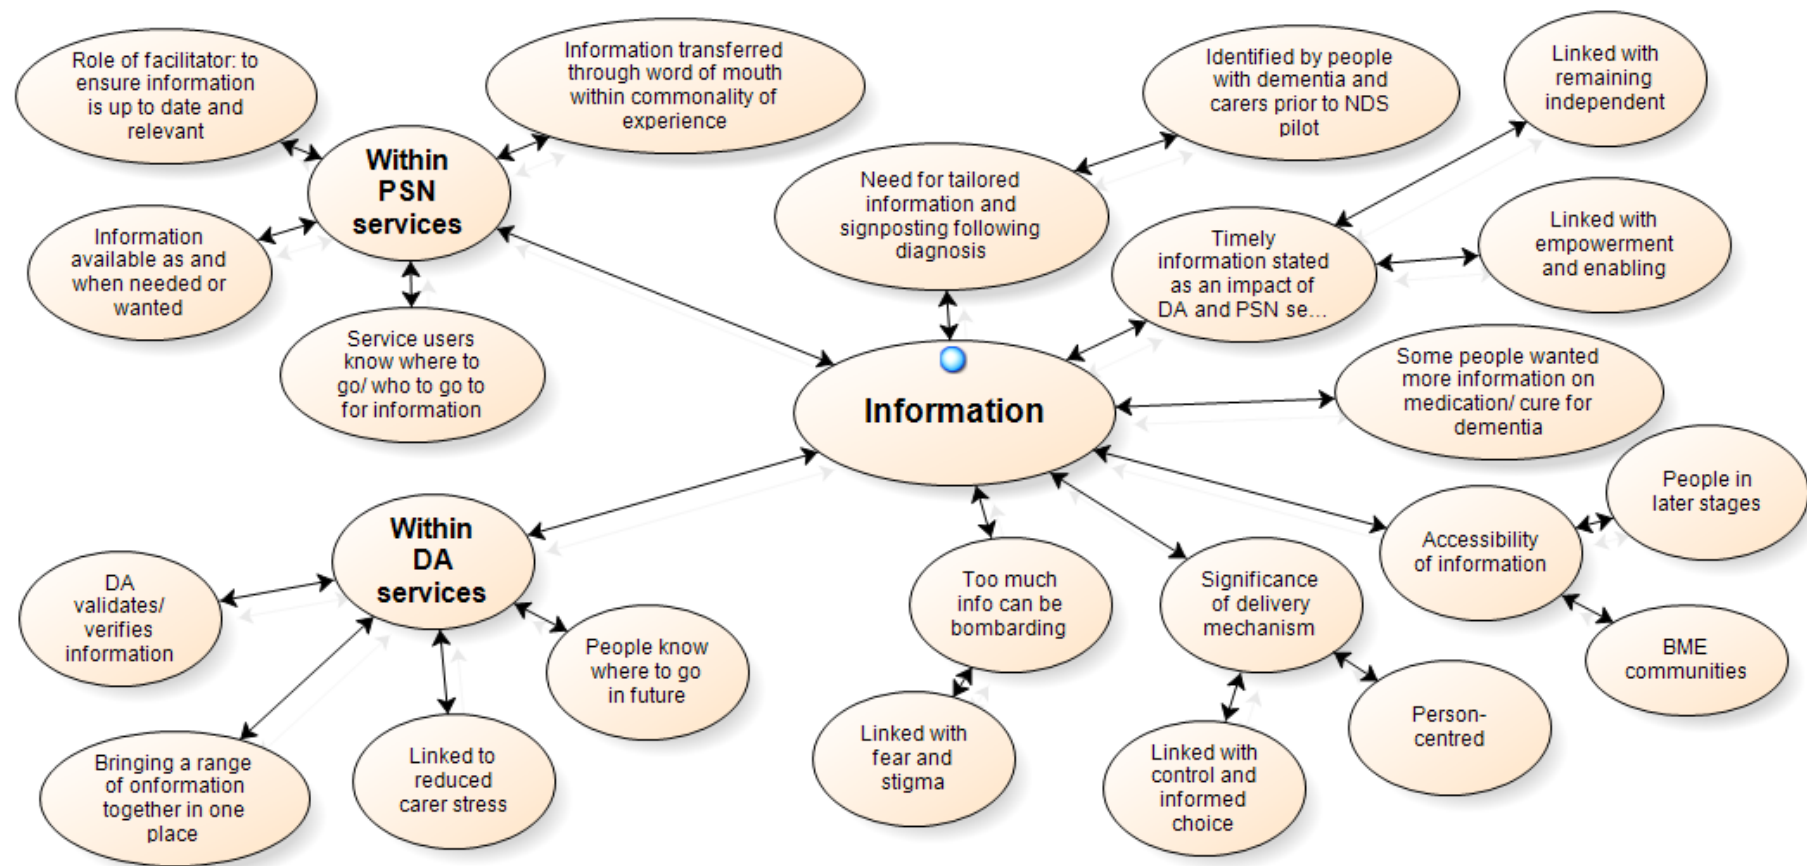 Role of facilitator: to
ensure information
is up to date and
relevant
Information transferred
through word of mouth
within commonality of
experience
Within
PSN
services
Information
available as and
when needed or
wanted
Service users
know where to
go/ who to go to
for information
Identified by people
with dementia and
carers prior to NDS
pilot
Linked with
remaining
independent
Need for tailored
information and
signposting following
diagnosis
Timely
information stated
as an impact of
DA and PSN se...
Linked with
empowerment
and enabling
Information
Some people wanted
more information on
medication/ cure for
dementia
People in
later stages
Accessibility
of information
BME
communities
Within
DA
services
DA
validates/
verifies
information
People know
where to go
in future
Bringing a range
of onformation
together in one
place
Linked to
reduced
carer stress
Too much
info can be
bombarding
Linked with
fear and
stigma
Significance
of delivery
mechanism
Linked with
control and
informed
choice
Person-
centred